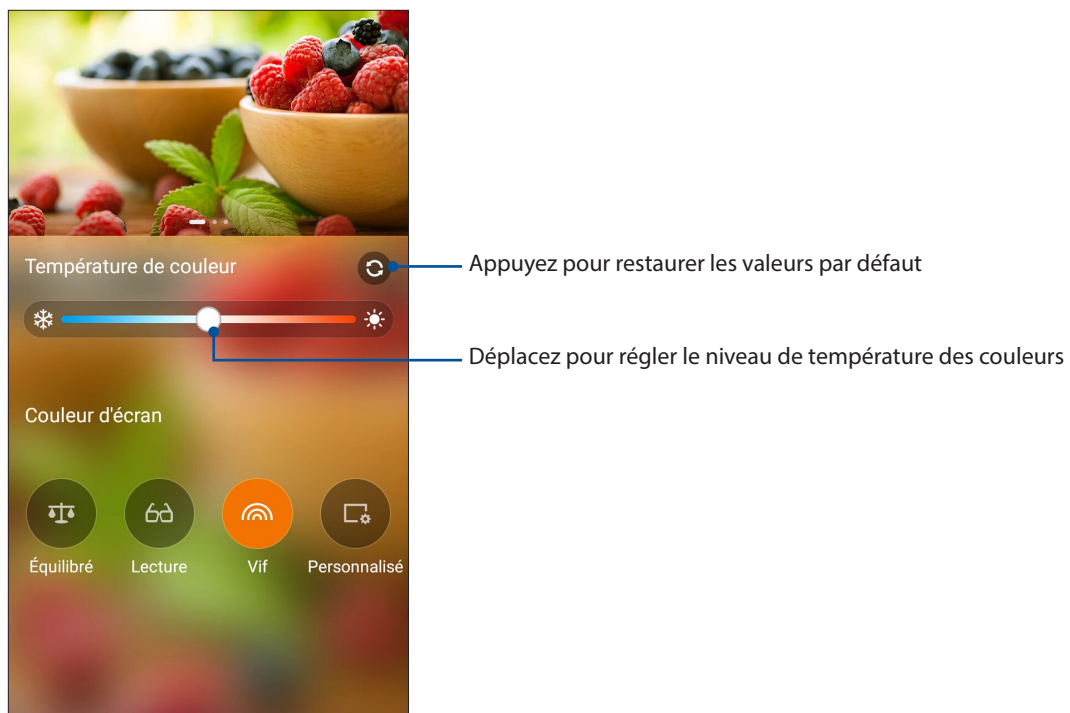 Température de couleur
Appuyez pour restaurer les valeurs par défaut
Déplacez pour régler le niveau de température des couleurs
Couleur d'écran
Équilibré Lecture Vif Personnalisé